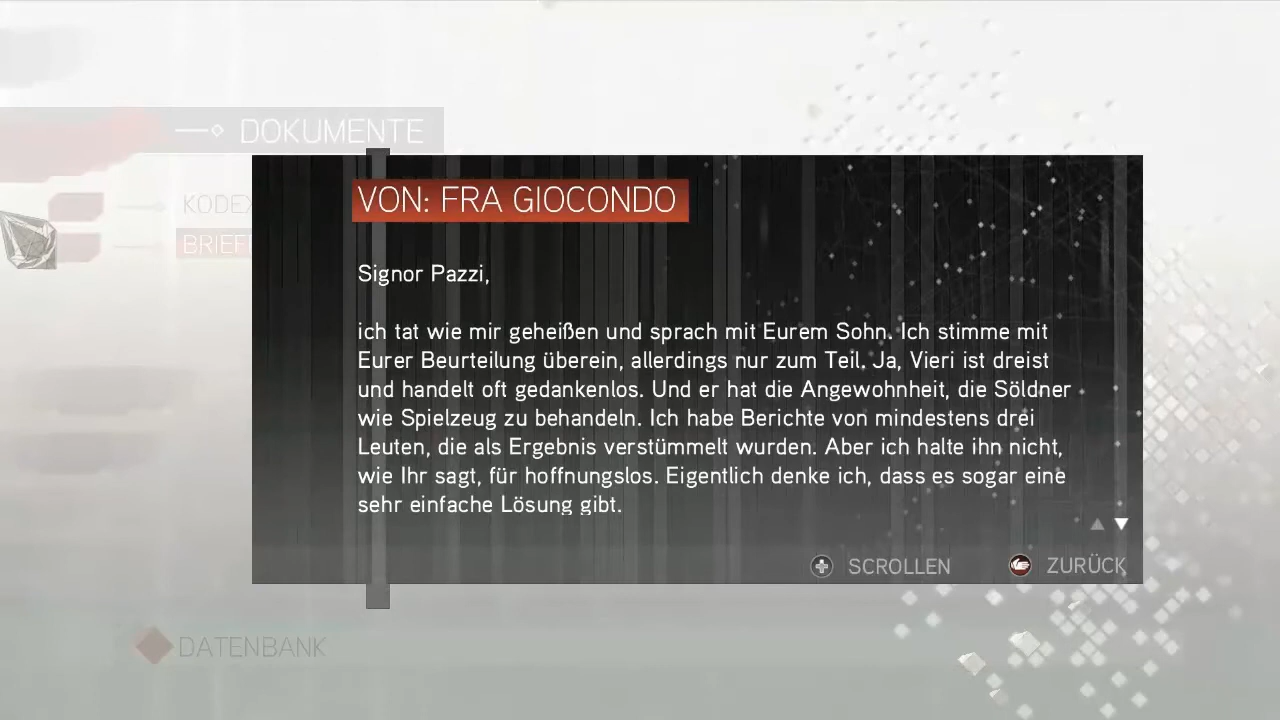 DOKUMENTE
VON: FRA GIOCONDO
KODEX
BRIEFE
Signor Pazzi,
ich tat wie mir geheißen und sprach mit Eurem Sohn. Ich stimme mit
Eurer Beurteilung überein, allerdings nur zum Teil. Ja, Vieri ist dreist
und handelt oft gedankenlos. Und er hat die Angewohnheit, die Söldner
wie Spielzeug zu behandeln. Ich habe Berichte von mindestens drei
Leuten, die als Ergebnis verstümmelt wurden. Aber ich halte ihn nicht,
wie Ihr sagt, für hoffnungslos. Eigentlich denke ich, dass es sogar eine
sehr einfache Lösung gibt.
SCROLLEN
ZURÜCK
DATENBANK